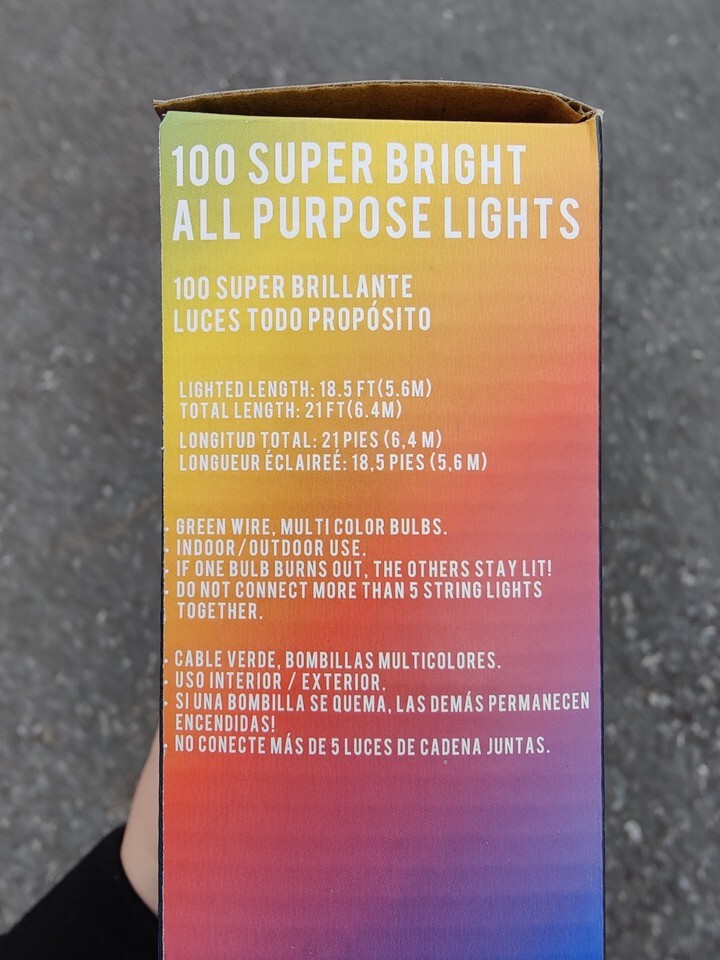 100 SUPER BRIGHT
ALL PURPOSE LIGHTS
100 SUPER BRILLANTE
LUCES TODO PROPÓSITO
LIGHTED LENGTH: 18.5 FT(5.6M)
TOTAL LENGTH: 21 FT(6.4M)
LONGITUD TOTAL: 21 PIES (6,4 M)
LONGUEUR ÉCLAIREÉ: 18,5 PIES (5,6 M)
• GREEN WIRE, MULTI COLOR BULBS.
• INDOOR/OUTDOOR USE.
• IF ONE BULB BURNS OUT, THE OTHERS STAY LIT!
• DO NOT CONNECT MORE THAN 5 STRING LIGHTS
TOGETHER.
• CABLE VERDE, BOMBILLAS MULTICOLORES.
• USO INTERIOR / EXTERIOR.
• SI UNA BOMBILLA SE QUEMA, LAS DEMÁS PERMANECEN
ENCENDIDAS!
• NO CONECTE MÁS DE 5 LUCES DE CADENA JUNTAS.